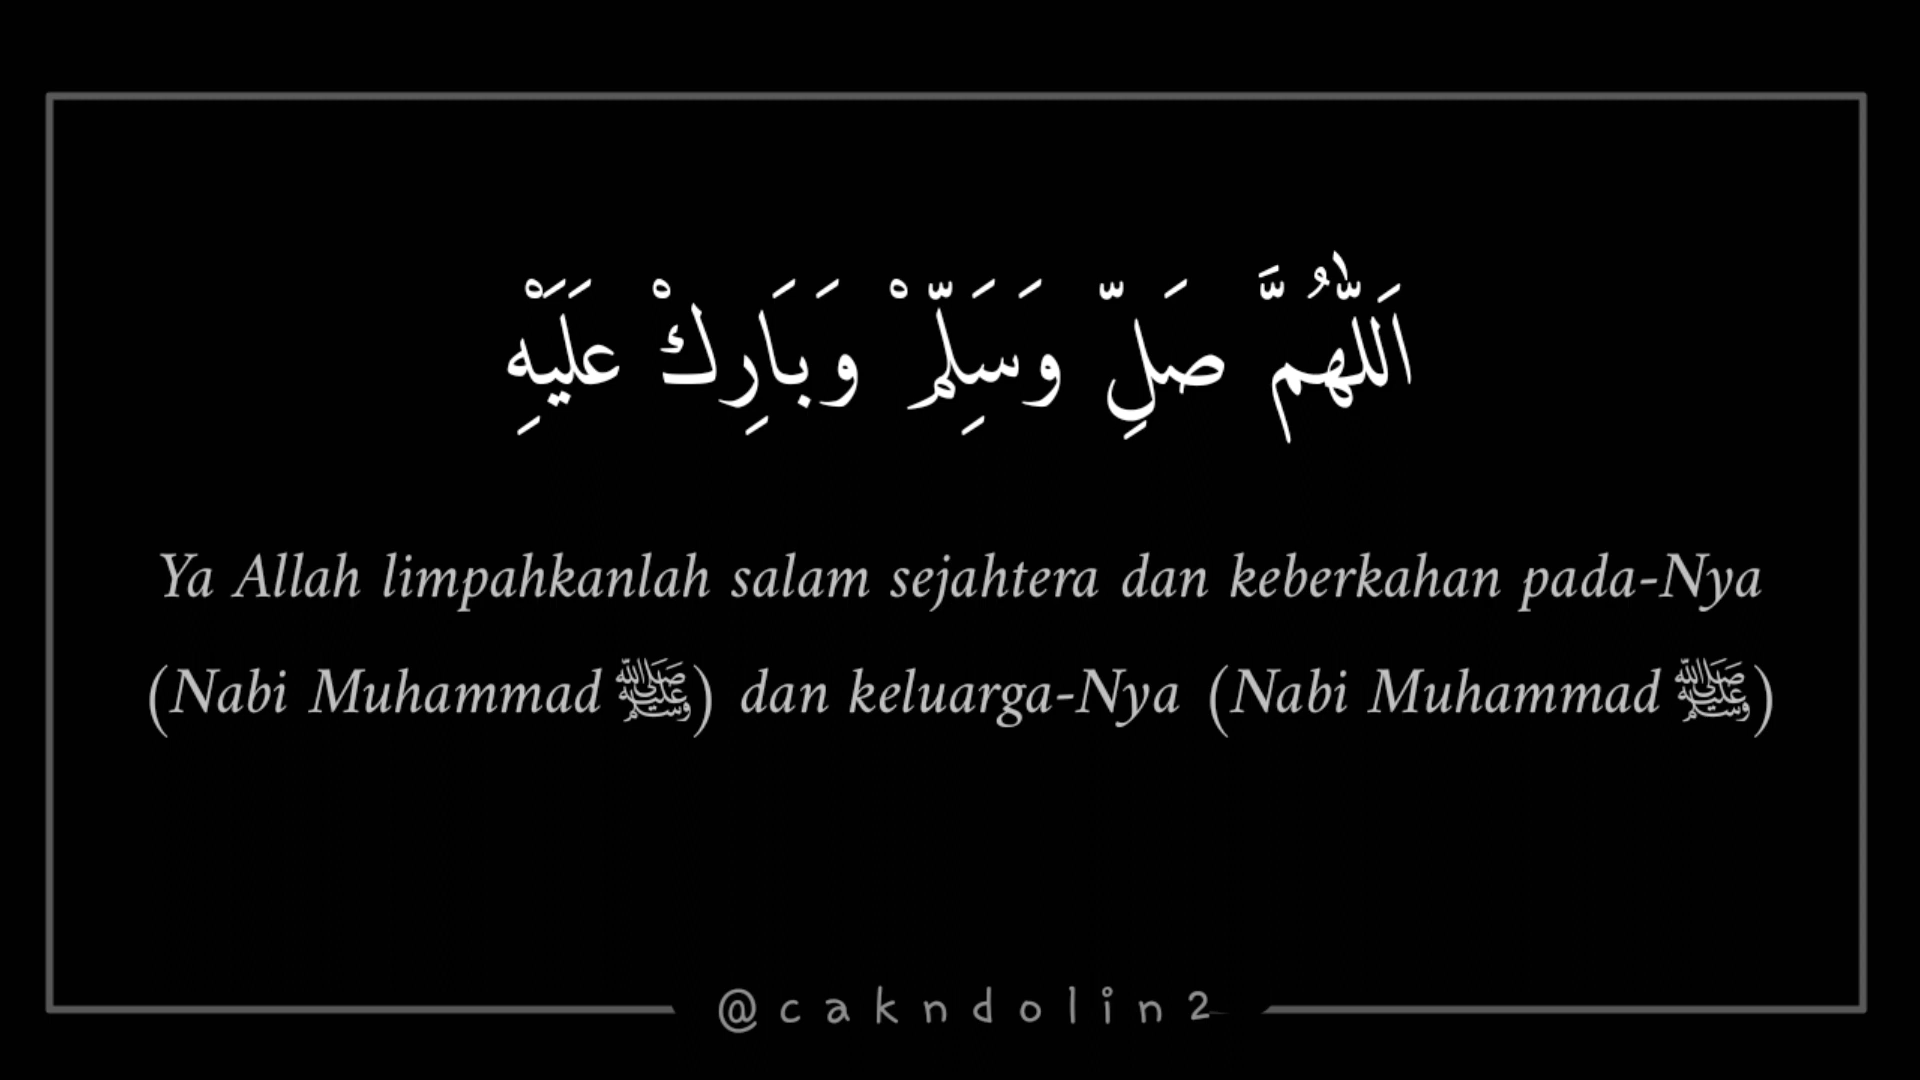 اَللّٰهُمَّ صَلِّ وَسَلِّمْ وَبَارِكْ عَلَيْهِ
Ya Allah limpahkanlah salam sejahtera dan keberkahan pada-Nya
(Nabi Muhammad ﷺ) dan keluarga-Nya (Nabi Muhammad ﷺ)
@cakndolin2